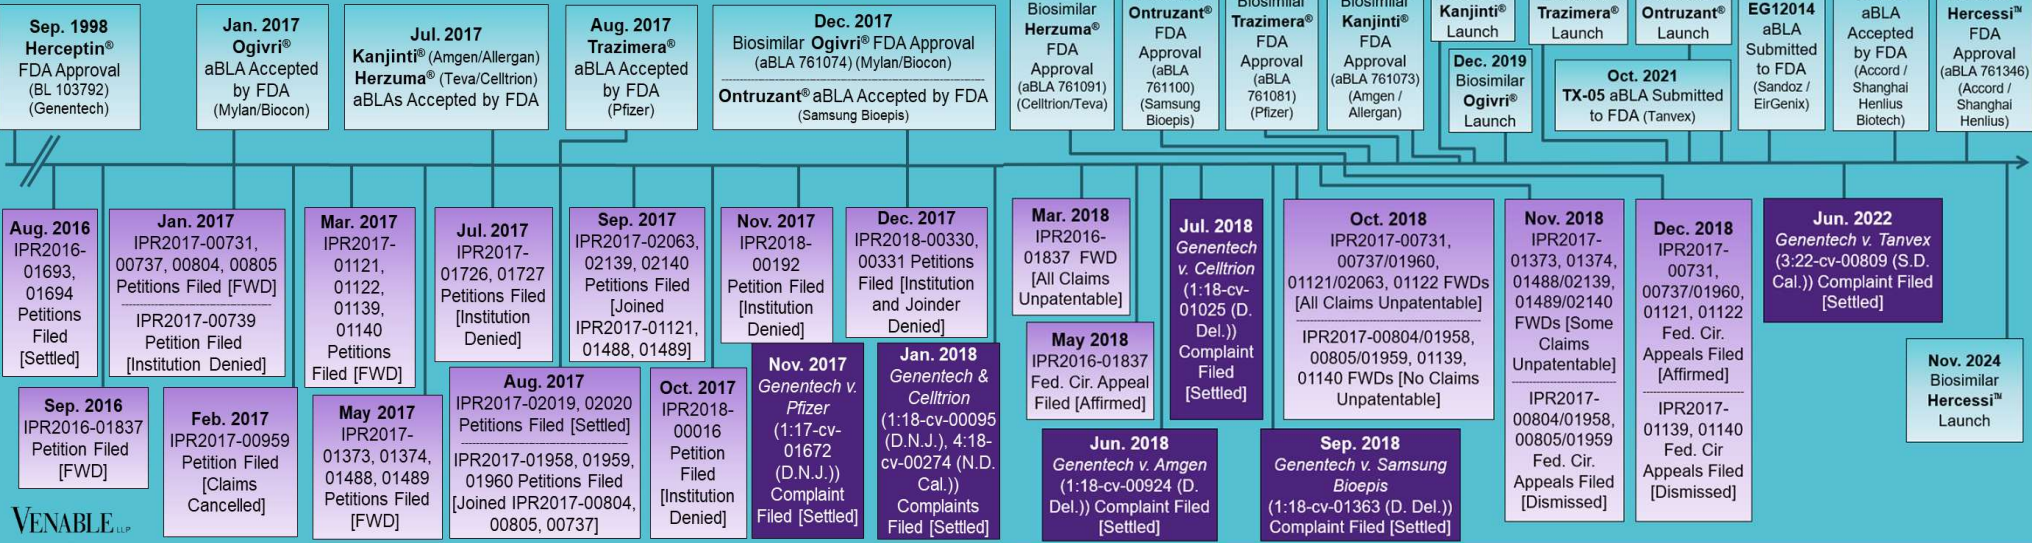 Sep. 1998
Herceptin®
FDA Approval
(BL 103792)
(Genentech)
Jan. 2017
Ogivri®
aBLA Accepted
by FDA
(Mylan/Biocon)
Jul. 2017
Kanjinti® (Amgen/Allergan)
Herzuma® (Teva/Celltrion)
aBLAs Accepted by FDA
Aug. 2017
Trazimera®
aBLA Accepted
by FDA
(Pfizer)
Dec. 2017
Biosimilar Ogivri® FDA Approval
(aBLA 761074) (Mylan/Biocon)
Ontruzant® aBLA Accepted by FDA
(Samsung Bioepis)
Biosimilar
Herzuma®
FDA
Approval
(aBLA 761091)
(Celltrion/Teva)
Ontruzant®
FDA
Approval
(aBLA
761100)
(Samsung
Bioepis)
Biosimilar
Trazimera®
FDA
Approval
(aBLA
761081)
(Pfizer)
Biosimilar
Kanjinti®
FDA
Approval
(aBLA 761073)
(Amgen /
Allergan)
Kanjinti®
Launch
Dec. 2019
Biosimilar
Ogivri®
Launch
Trazimera®
Launch
Ontruzant®
Launch
Oct. 2021
TX-05 aBLA Submitted
to FDA (Tanvex)
EG12014
aBLA
Submitted
to FDA
(Sandoz /
EirGenix)
aBLA
Accepted
by FDA
(Accord /
Shanghai
Henlius
Biotech)
Hercessi™
FDA
Approval
(aBLA 761346)
(Accord /
Shanghai
Henlius)
Aug. 2016
IPR2016-
01693,
01694
Petitions
Filed
[Settled]
Sep. 2016
IPR2016-01837
Petition Filed
[FWD]
Jan. 2017
IPR2017-00731,
00737, 00804, 00805
Petitions Filed [FWD]
IPR2017-00739
Petition Filed
[Institution Denied]
Feb. 2017
IPR2017-00959
Petition Filed
[Claims
Cancelled]
Mar. 2017
IPR2017-
01121,
01122,
01139,
01140
Petitions
Filed [FWD]
May 2017
IPR2017-
01373, 01374,
01488, 01489
Petitions Filed
[FWD]
Jul. 2017
IPR2017-
01726, 01727
Petitions Filed
[Institution
Denied]
Aug. 2017
IPR2017-02019, 02020
Petitions Filed [Settled]
IPR2017-01958, 01959,
01960 Petitions Filed
[Joined IPR2017-00804,
00805, 00737]
Sep. 2017
IPR2017-02063,
02139, 02140
Petitions Filed
[Joined
IPR2017-01121,
01488, 01489]
Oct. 2017
IPR2018-
00016
Petition
Filed
[Institution
Denied]
Nov. 2017
IPR2018-
00192
Petition Filed
[Institution
Denied]
Nov. 2017
Genentech v.
Pfizer
(1:17-cv-
01672
(D.N.J.))
Complaint
Filed [Settled]
Dec. 2017
IPR2018-00330,
00331 Petitions
Filed [Institution
and Joinder
Denied]
Jan. 2018
Genentech &
Celltrion
(1:18-cv-00095
(D.N.J.), 4:18-
cv-00274 (N.D.
Cal.))
Complaints
Filed [Settled]
Mar. 2018
IPR2016-
01837 FWD
[All Claims
Unpatentable]
May 2018
IPR2016-01837
Fed. Cir. Appeal
Filed [Affirmed]
Jun. 2018
Genentech v. Amgen
(1:18-cv-00924 (D.
Del.)) Complaint Filed
[Settled]
Jul. 2018
Genentech
v. Celltrion
(1:18-cv-
01025 (D.
Del.))
Complaint
Filed
[Settled]
Sep. 2018
Genentech v. Samsung
Bioepis
(1:18-cv-01363 (D. Del.))
Complaint Filed [Settled]
Oct. 2018
IPR2017-00731,
00737/01960,
01121/02063, 01122 FWDs
[All Claims Unpatentable]
IPR2017-00804/01958,
00805/01959, 01139,
01140 FWDs [No Claims
Unpatentable]
Nov. 2018
IPR2017-
01373, 01374,
01488/02139,
01489/02140
FWDs [Some
Claims
Unpatentable]
IPR2017-
00804/01958,
00805/01959
Fed. Cir.
Appeals Filed
[Dismissed]
Dec. 2018
IPR2017-
00731,
00737/01960,
01121, 01122
Fed. Cir.
Appeals Filed
[Affirmed]
IPR2017-
01139, 01140
Fed. Cir
Appeals Filed
[Dismissed]
Jun. 2022
Genentech v. Tanvex
(3:22-cv-00809 (S.D.
Cal.)) Complaint Filed
[Settled]
Nov. 2024
Biosimilar
Hercessi™
Launch
VENABLE LLP